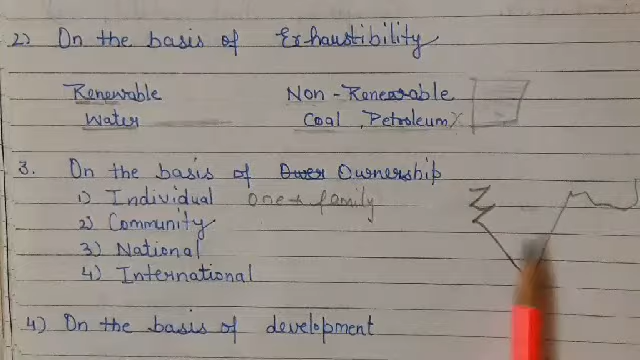 2) On the basis of Exhaustibility
Renewable Non-Renewable
Water Coal, Petroleum
3. On the basis of Ownership
1) Individual One + family
2) Community
3) National
4) International
4) On the basis of development